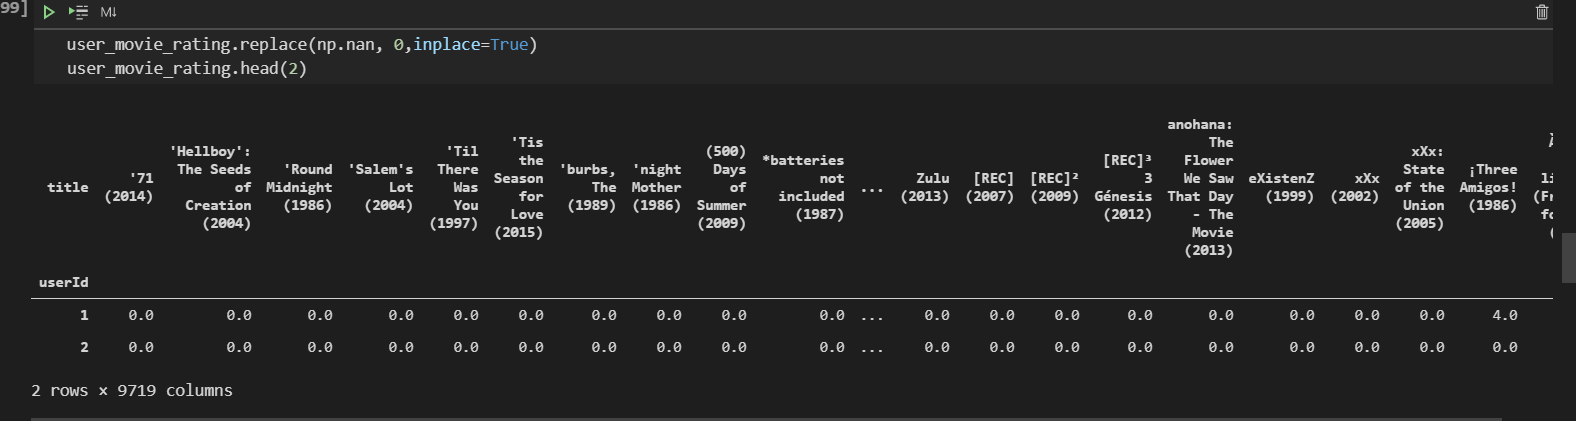 99]
M↓
user_movie_rating.replace(np.nan, 0,inplace=True)
user_movie_rating.head(2)
title '71 (2014) 'Hellboy': The Seeds of Creation (2004) 'Round Midnight (1986) 'Salem's Lot (2004) 'Til There Was You (1997) 'Tis the Season for Love (2015) 'burbs, The (1989) 'night Mother (1986) (500) Days of Summer (2009) *batteries not included (1987) ... Zulu (2013) [REC] (2007) [REC]² (2009) [REC]³ 3 Génesis (2012) anohana: The Flower We Saw That Day - The Movie (2013) eXistenZ (1999) xXx (2002) xXx: State of the Union (2005) ¡Three Amigos! (1986)
userId
1 0.0 0.0 0.0 0.0 0.0 0.0 0.0 0.0 0.0 0.0 ... 0.0 0.0 0.0 0.0 0.0 0.0 0.0 0.0 4.0
2 0.0 0.0 0.0 0.0 0.0 0.0 0.0 0.0 0.0 0.0 ... 0.0 0.0 0.0 0.0 0.0 0.0 0.0 0.0 0.0
2 rows × 9719 columns